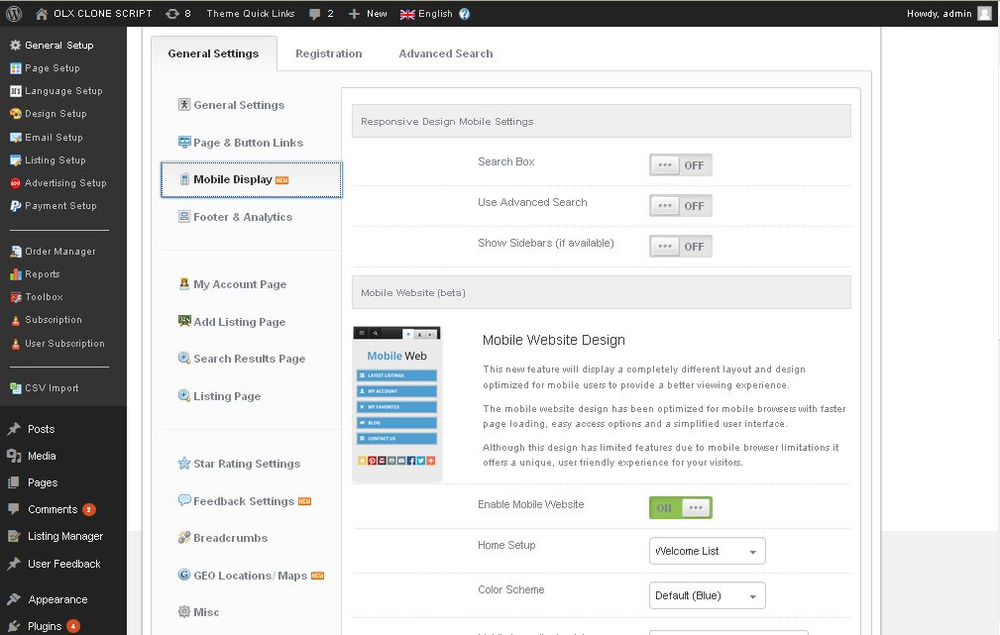 OLX CLONE SCRIPT 8 Theme Quick Links 2 New English Howdy, admin
General Setup
Page Setup
Language Setup
Design Setup
Email Setup
Listing Setup
Advertising Setup
Payment Setup
Order Manager
Reports
Toolbox
Subscription
User Subscription
CSV Import
Posts
Media
Pages
Comments 2
Listing Manager
User Feedback
Appearance
Plugins 4
General Settings Registration Advanced Search
General Settings
Page & Button Links
Mobile Display NEW
Footer & Analytics
My Account Page
Add Listing Page
Search Results Page
Listing Page
Star Rating Settings
Feedback Settings NEW
Breadcrumbs
GEO Locations/ Maps NEW
Misc
Responsive Design Mobile Settings
Search Box OFF
Use Advanced Search OFF
Show Sidebars (if available) OFF
Mobile Website (beta)
Mobile Web
LATEST LISTINGS
MY ACCOUNT
MY FAVORITES
BLOG
CONTACT US
Mobile Website Design
This new feature will display a completely different layout and design
optimized for mobile users to provide a better viewing experience.
The mobile website design has been optimized for mobile browsers with faster
page loading, easy access options and a simplified user interface.
Although this design has limited features due to mobile browser limitations it
offers a unique, user friendly experience for your visitors.
Enable Mobile Website ON
Home Setup Welcome List
Color Scheme Default (Blue)